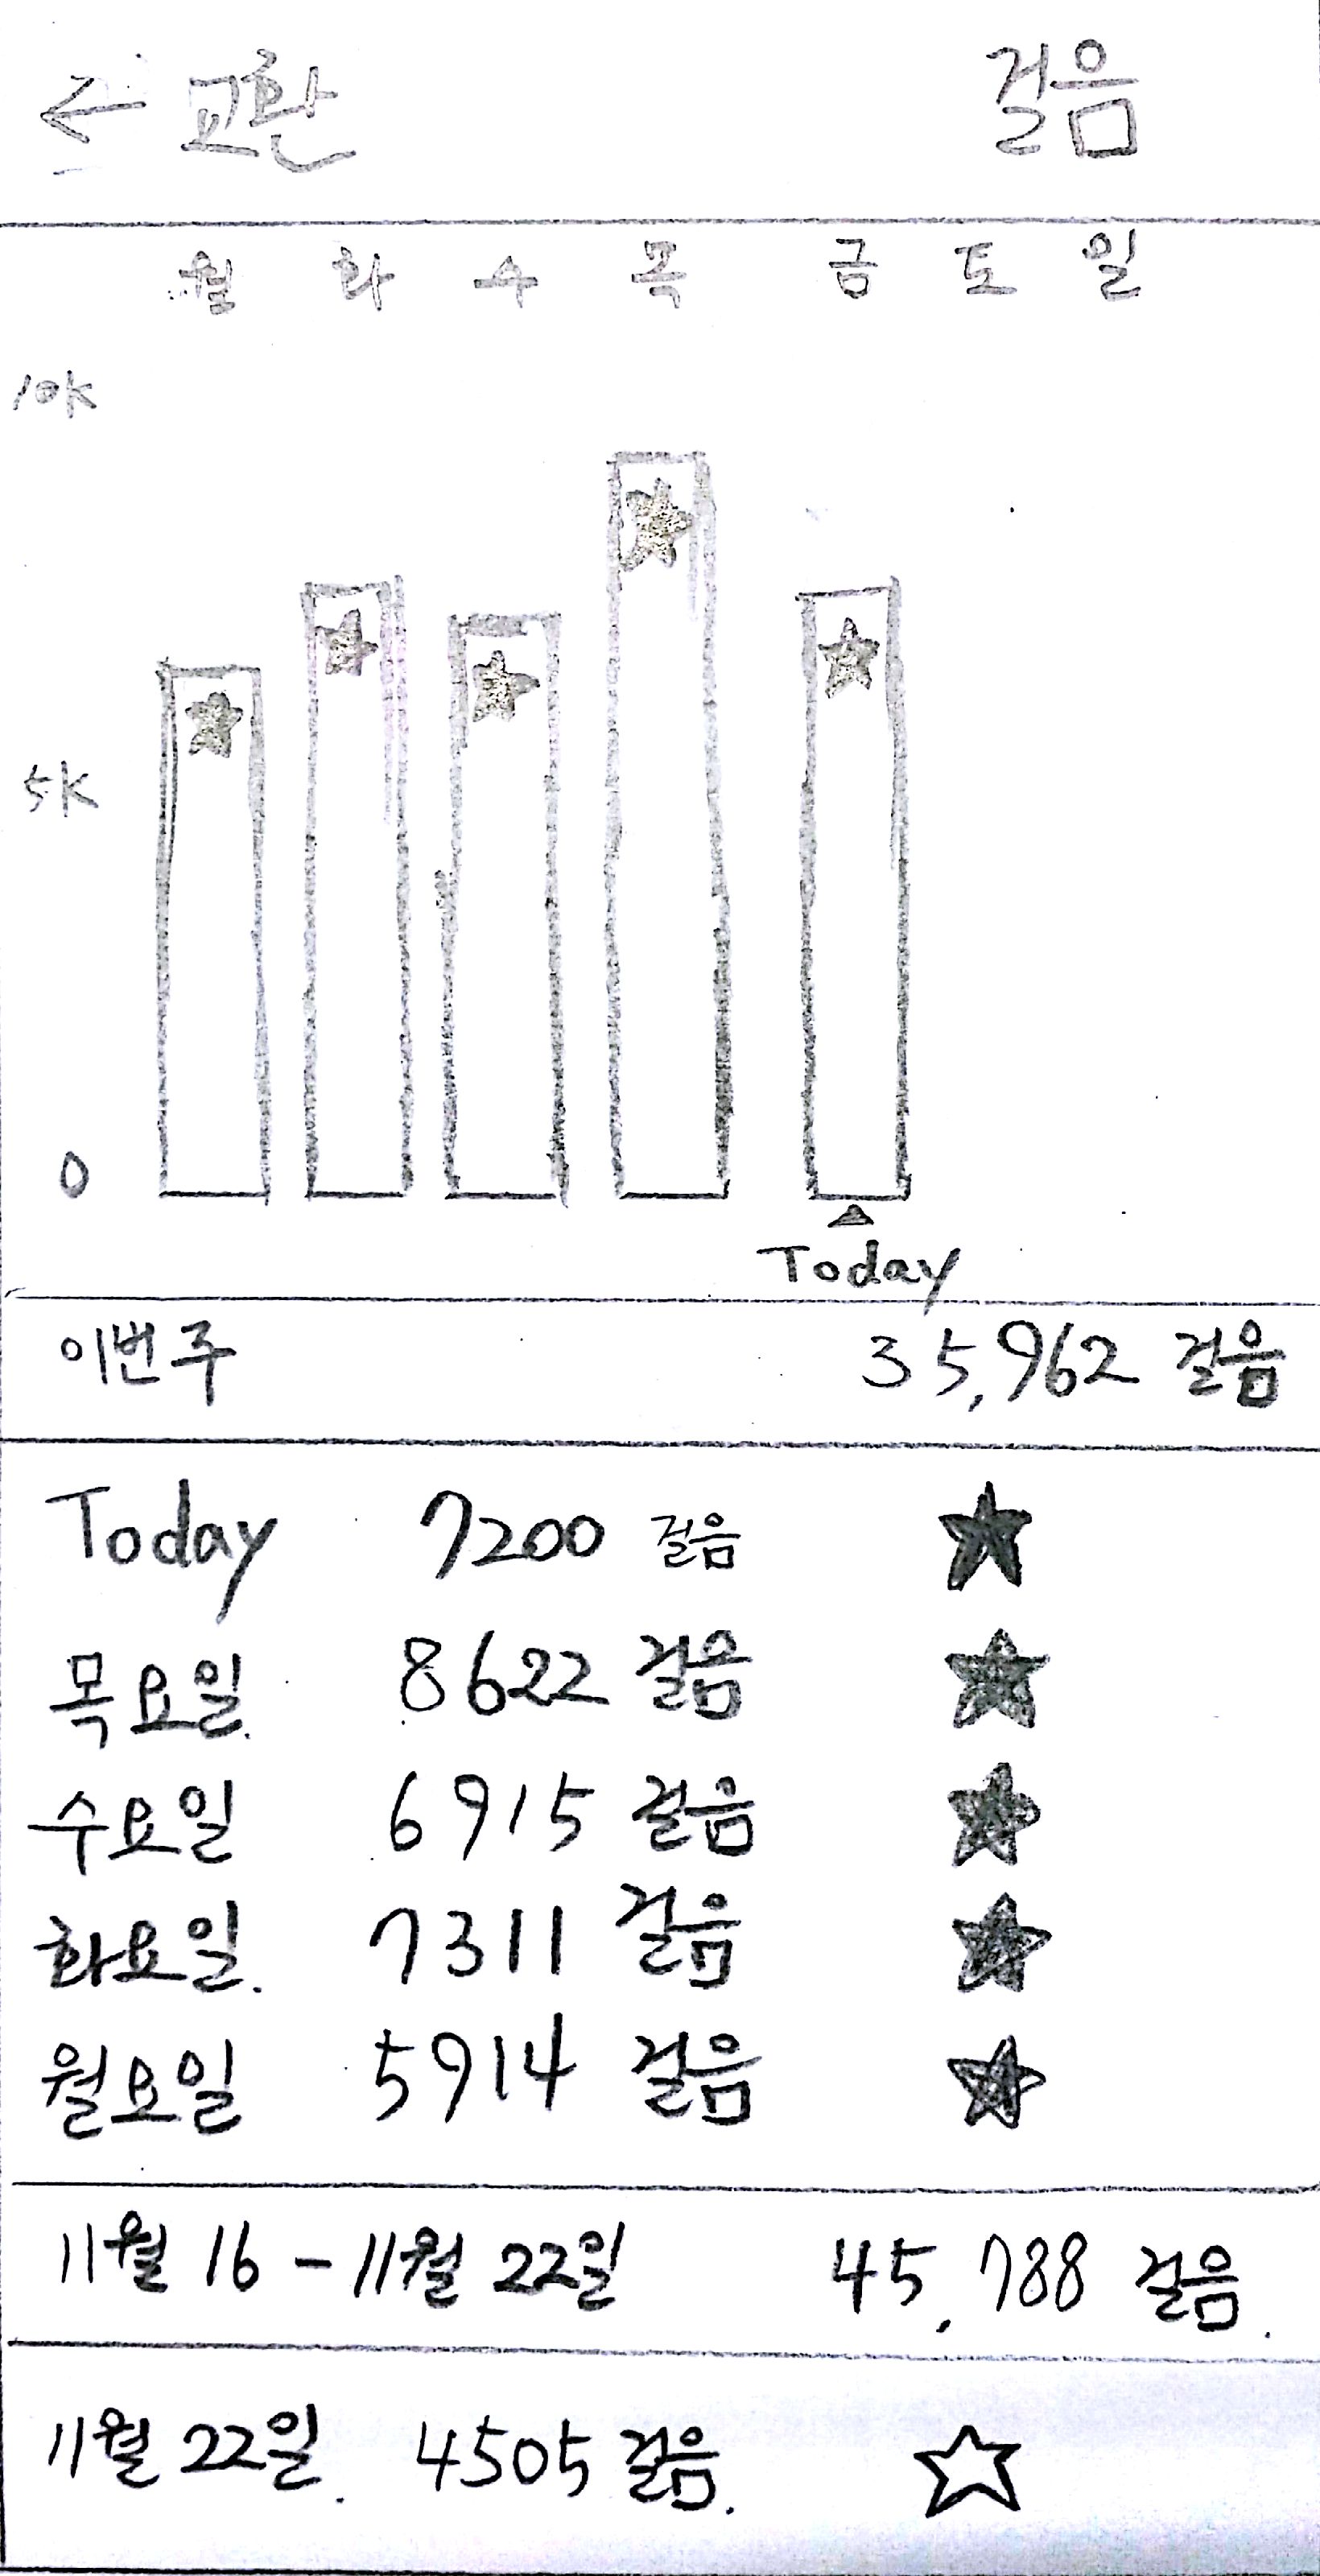 ← 교환 걸음
월 화 수 목 금 토 일
10K
5K
0
Today
이번주 35,962 걸음
Today 7200 걸음
목요일. 8622 걸음
수요일 6915 걸음
화요일. 7311 걸음
월요일 5914 걸음
11월 16 - 11월 22일 45,788 걸음.
11월 22일. 4505 걸음.